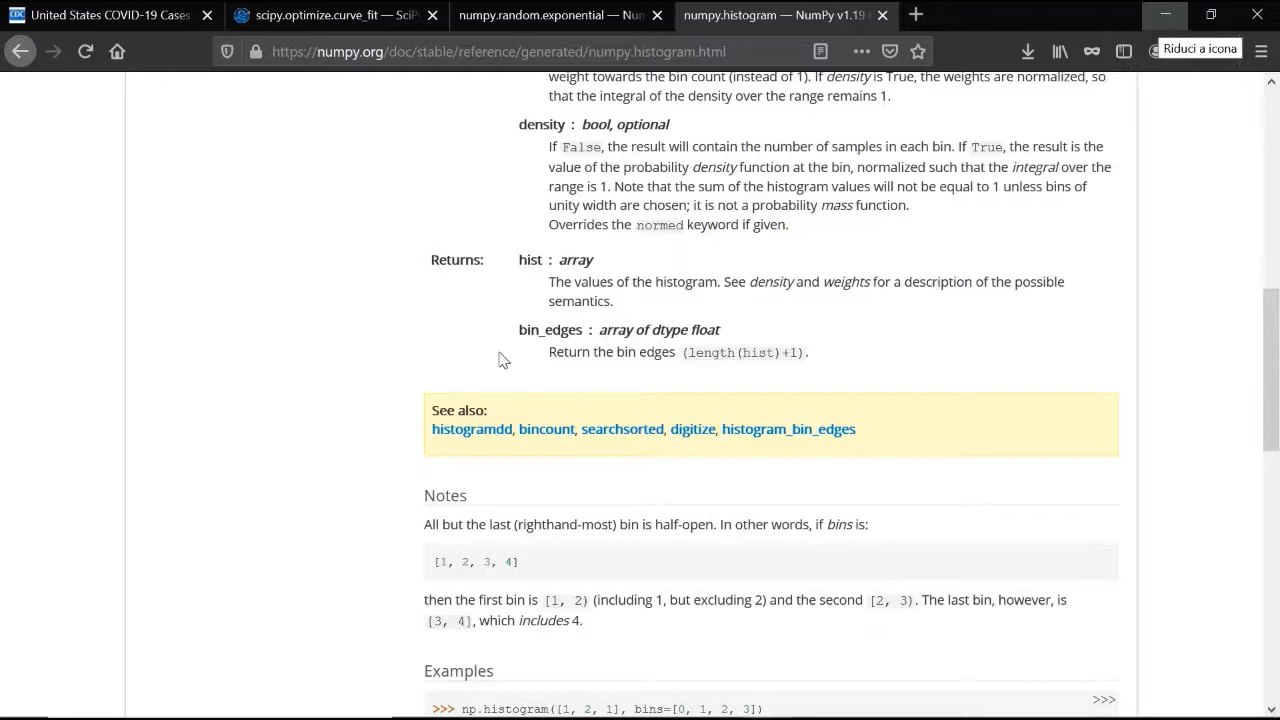 United States COVID-19 Cases
scpy.optimize.curve_fit — SciP
numpy.random.exponential — Num
numpy.histogram — NumPy v1.19
https://numpy.org/doc/stable/reference/generated/numpy.histogram.html
Riduci a icona
weight towards the bin count (instead of 1). If density is True, the weights are normalized, so
that the integral of the density over the range remains 1.
density : bool, optional
If False, the result will contain the number of samples in each bin. If True, the result is the
value of the probability density function at the bin, normalized such that the integral over the
range is 1. Note that the sum of the histogram values will not be equal to 1 unless bins of
unity width are chosen; it is not a probability mass function.
Overrides the normed keyword if given.
Returns: hist : array
The values of the histogram. See density and weights for a description of the possible
semantics.
bin_edges : array of dtype float
Return the bin edges (length(hist)+1).
See also:
histogramdd, bincount, searchsorted, digitize, histogram_bin_edges
Notes
All but the last (righthand-most) bin is half-open. In other words, if bins is:
[1, 2, 3, 4]
then the first bin is [1, 2) (including 1, but excluding 2) and the second [2, 3). The last bin, however, is
[3, 4], which includes 4.
Examples
>>>
>>> np.histogram([1, 2, 1], bins=[0, 1, 2, 3])